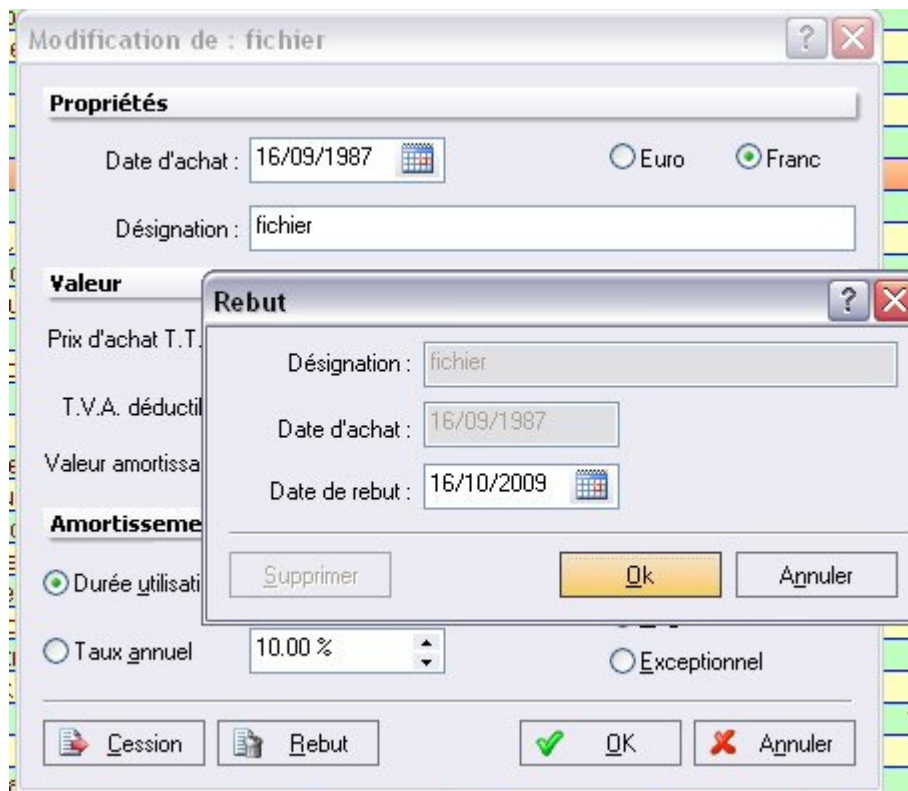 Modification de : fichier
Propriétés
Date d'achat : 16/09/1987 Euro Franc
Désignation : fichier
Valeur
Prix d'achat T.T.
T.V.A. déductil
Valeur amortissa
Amortisseme
Durée utilisati
Taux annuel 10.00 % Exceptionnel
Cession Rebut OK Annuler
Rebut
Désignation : fichier
Date d'achat : 16/09/1987
Date de rebut : 16/10/2009
Supprimer Ok Annuler